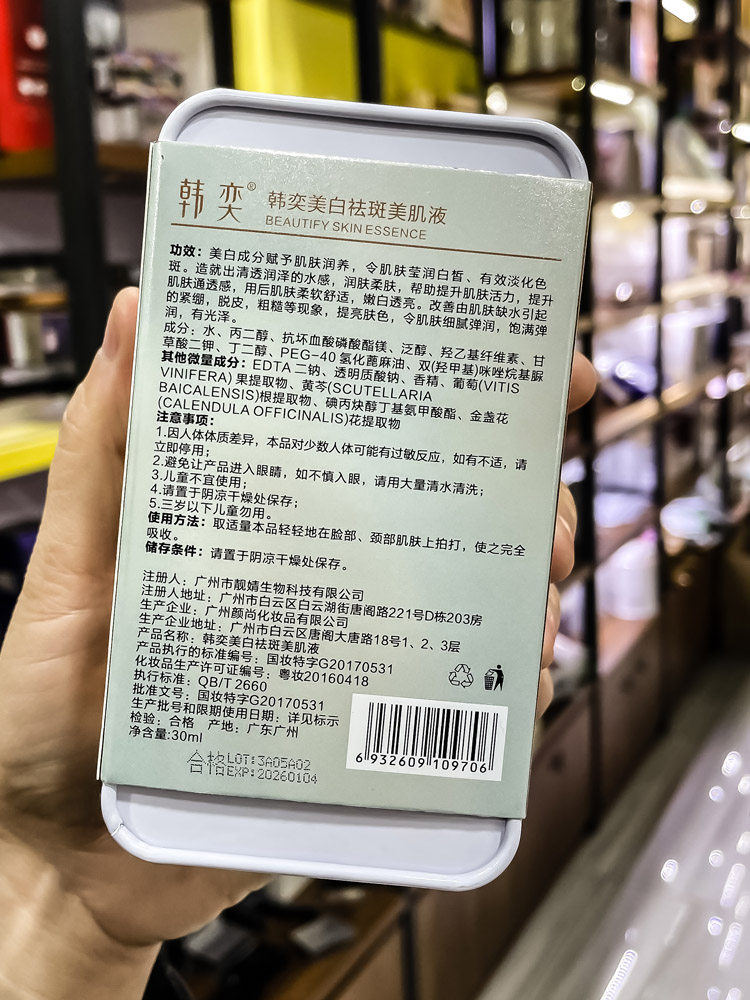 韩奕®
韩奕美白祛斑美肌液
BEAUTIFY SKIN ESSENCE
功效：美白成分赋予肌肤润养，令肌肤莹润白皙、有效淡化色
斑。造就出清透润泽的水感，润肤柔肤，帮助提升肌肤活力，提升
肌肤通透感，用后肌肤柔软舒适，嫩白透亮。改善由肌肤缺水引起
的紧绷，脱皮，粗糙等现象，提亮肤色，令肌肤细腻弹润，饱满弹
润，有光泽。
成分：水、丙二醇、抗坏血酸磷酸酯镁、泛醇、羟乙基纤维素、甘
草酸二钾、丁二醇、PEG-40氢化蓖麻油、双(羟甲基)咪唑烷基脲
其他微量成分：EDTA 二钠、透明质酸钠、香精、葡萄(VITIS
VINIFERA) 果提取物、黄芩(SCUTELLARIA
BAICALENSIS)根提取物、碘丙炔醇丁基氨甲酸酯、金盏花
(CALENDULA OFFICINALIS)花提取物
注意事项：
1.因人体体质差异，本品对少数人体可能有过敏反应，如有不适，请
立即停用；
2.避免让产品进入眼睛，如不慎入眼，请用大量清水清洗；
3.儿童不宜使用；
4.请置于阴凉干燥处保存；
5.三岁以下儿童勿用。
使用方法：取适量本品轻轻地在脸部、颈部肌肤上拍打，使之完全
吸收。
储存条件：请置于阴凉干燥处保存。
注册人：广州市靓婧生物科技有限公司
注册地址：广州市白云区白云湖街唐阁路221号D栋203房
生产企业：广州颜尚化妆品有限公司
生产企业地址：广州市白云区唐阁大唐路18号1、2、3层
产品名称：韩奕美白祛斑美肌液
产品执行的标准编号：国妆特字G20170531
化妆品生产许可证编号：粤妆20160418
执行标准：QB/T 2660
批准文号：国妆特字G20170531
生产批号和限期使用日期：详见标示
检验：合格 产地：广东广州
净含量:30ml
合格 LOT:3A05A02
EXP:20260104
6 932609 109706